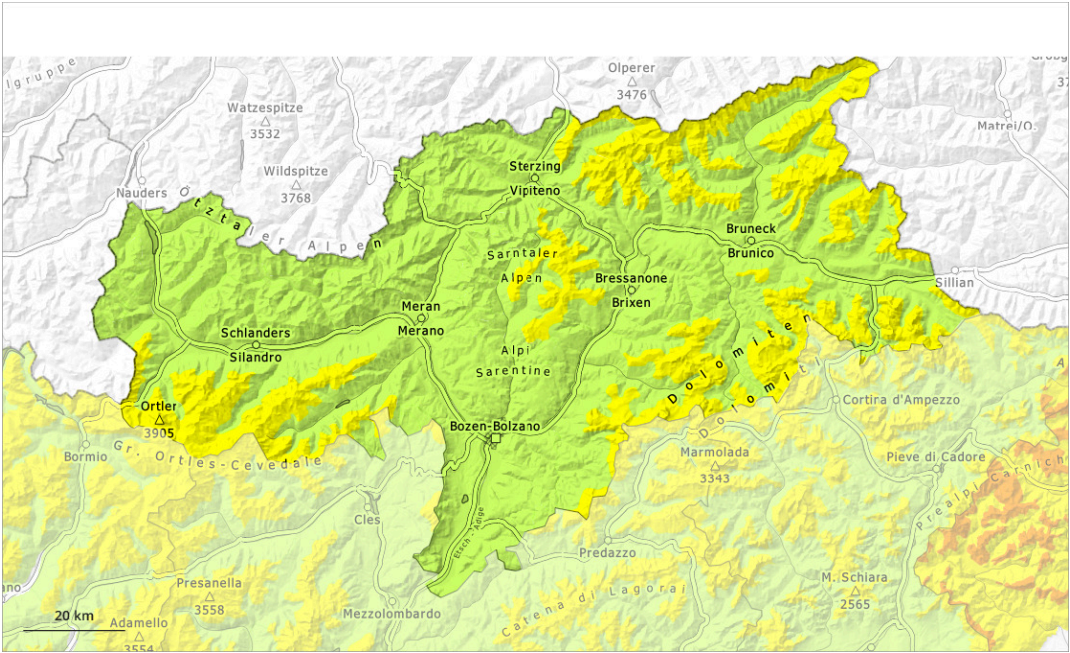 lgruppe
Olperer
3476
Watzespitze
3532
Matrei/O.
Sterzing
Vipiteno
Wildspitze
3768
Nauders
Ötztaler Alpen
Bruneck
Brunico
Sarntaler
Alpen
Bressanone
Brixen
Sillian
Meran
Merano
Schlanders
Silandro
Alpi
Sarentine
Dolomiten
Dolomiti
Ortler
3905
Cortina d'Ampezzo
Bozen-Bolzano
Bormio
Gr. Ortles-Cevedale
Marmolada
3343
Pieve di Cadore
Prealpi Carnich
Cles
Etsch - Adige
Predazzo
Presanella
3558
M. Schiara
2565
ano
Catena di Lagorai
Mezzolombardo
20 km
Adamello
3554